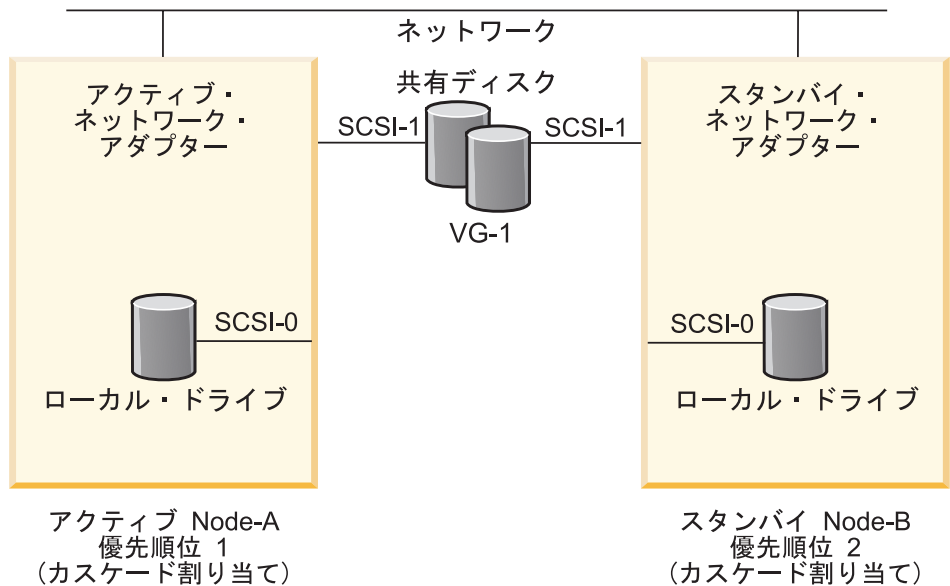 ネットワーク
アクティブ・
ネットワーク・
アダプター
共有ディスク
SCSI-1
SCSI-1
VG-1
スタンバイ・
ネットワーク・
アダプター
SCSI-0
ローカル・ドライブ
SCSI-0
ローカル・ドライブ
アクティブ Node-A
優先順位 1
(カスケード割り当て)
スタンバイ Node-B
優先順位 2
(カスケード割り当て)